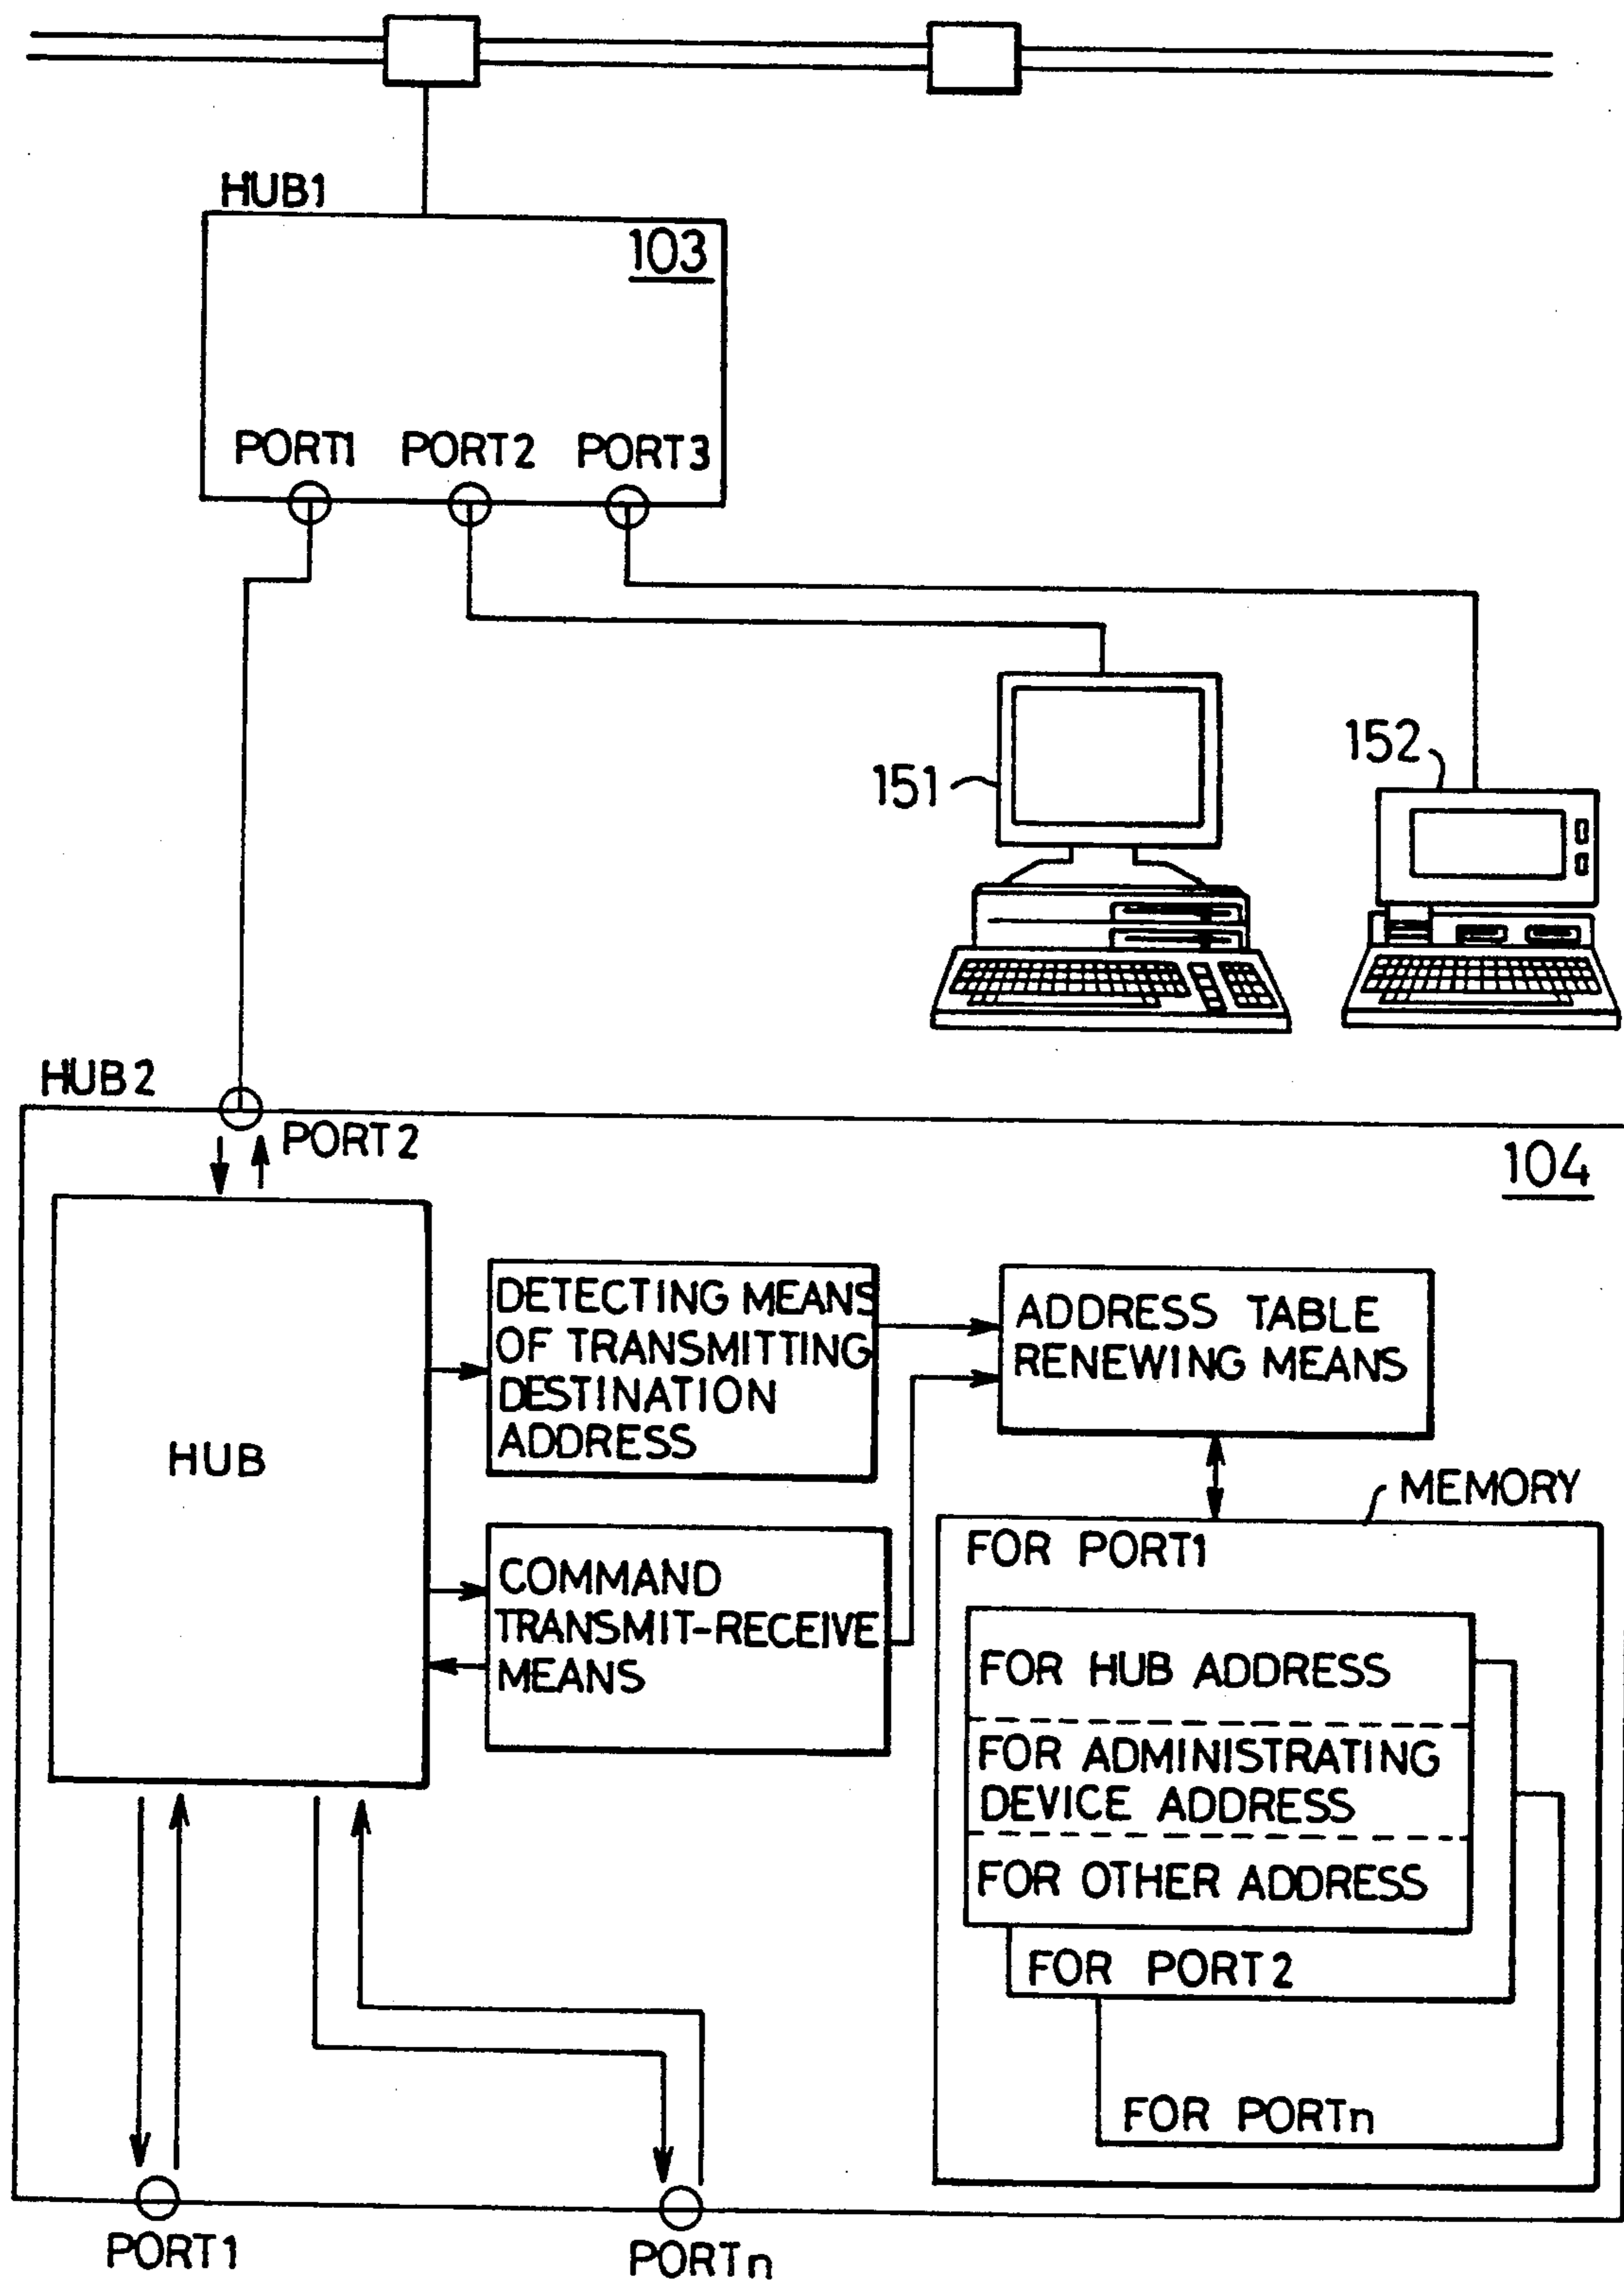 HUB1
103
PORT1 PORT2 PORT3
151
152
HUB2
PORT2
104
HUB
DETECTING MEANS
OF TRANSMITTING
DESTINATION
ADDRESS
ADDRESS TABLE
RENEWING MEANS
COMMAND
TRANSMIT-RECEIVE
MEANS
MEMORY
FOR PORT1
FOR HUB ADDRESS
FOR ADMINISTRATING
DEVICE ADDRESS
FOR OTHER ADDRESS
FOR PORT2
FOR PORTn
PORT1
PORTn